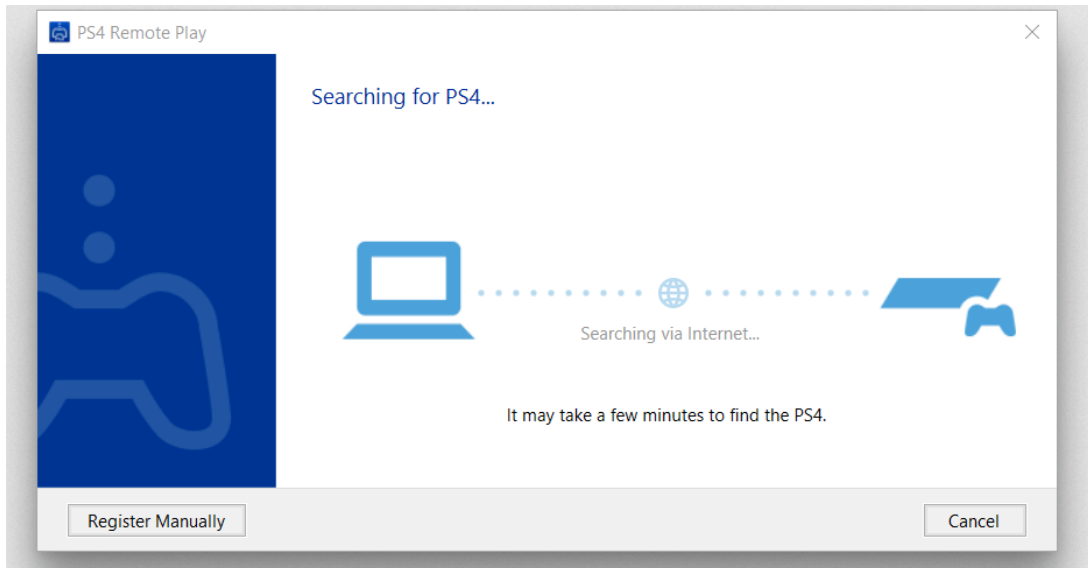 PS4 Remote Play
Searching for PS4...
Searching via Internet...
It may take a few minutes to find the PS4.
Register Manually
Cancel